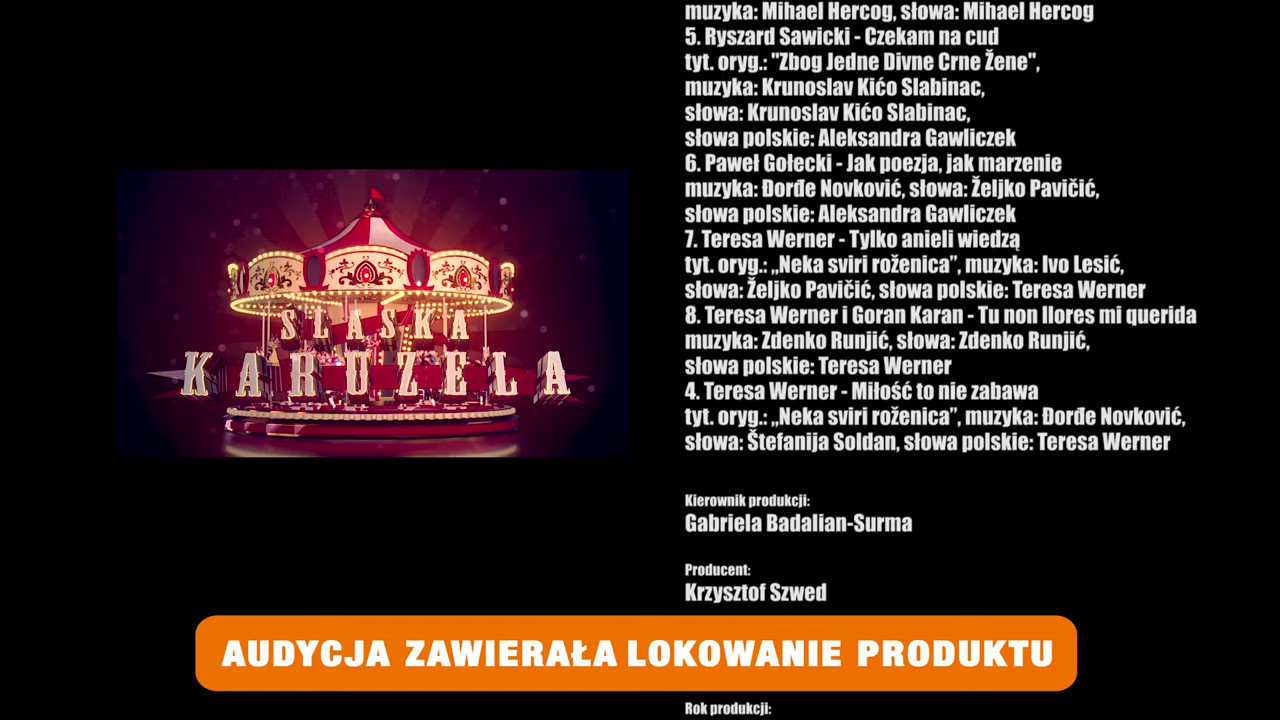 ŚLĄSKA
KARUZELA
muzyka: Mihael Hercog, słowa: Mihael Hercog
5. Ryszard Sawicki - Czekam na cud
tyt. oryg.: "Zbog Jedne Divne Crne Žene",
muzyka: Krunoslav Kićo Slabinac,
słowa: Krunoslav Kićo Slabinac,
słowa polskie: Aleksandra Gawliczek
6. Paweł Gołecki - Jak poezja, jak marzenie
muzyka: Đorđe Novković, słowa: Željko Pavičić,
słowa polskie: Aleksandra Gawliczek
7. Teresa Werner - Tylko anieli wiedzą
tyt. oryg.: „Neka sviri roženica”, muzyka: Ivo Lesić,
słowa: Željko Pavičić, słowa polskie: Teresa Werner
8. Teresa Werner i Goran Karan - Tu non llores mi querida
muzyka: Zdenko Runjić, słowa: Zdenko Runjić,
słowa polskie: Teresa Werner
4. Teresa Werner - Miłość to nie zabawa
tyt. oryg.: „Neka sviri roženica”, muzyka: Đorđe Novković,
słowa: Štefanija Soldan, słowa polskie: Teresa Werner
Kierownik produkcji:
Gabriela Badalian-Surma
Producent:
Krzysztof Szwed
AUDYCJA ZAWIERAŁA LOKOWANIE PRODUKTU
Rok produkcji: